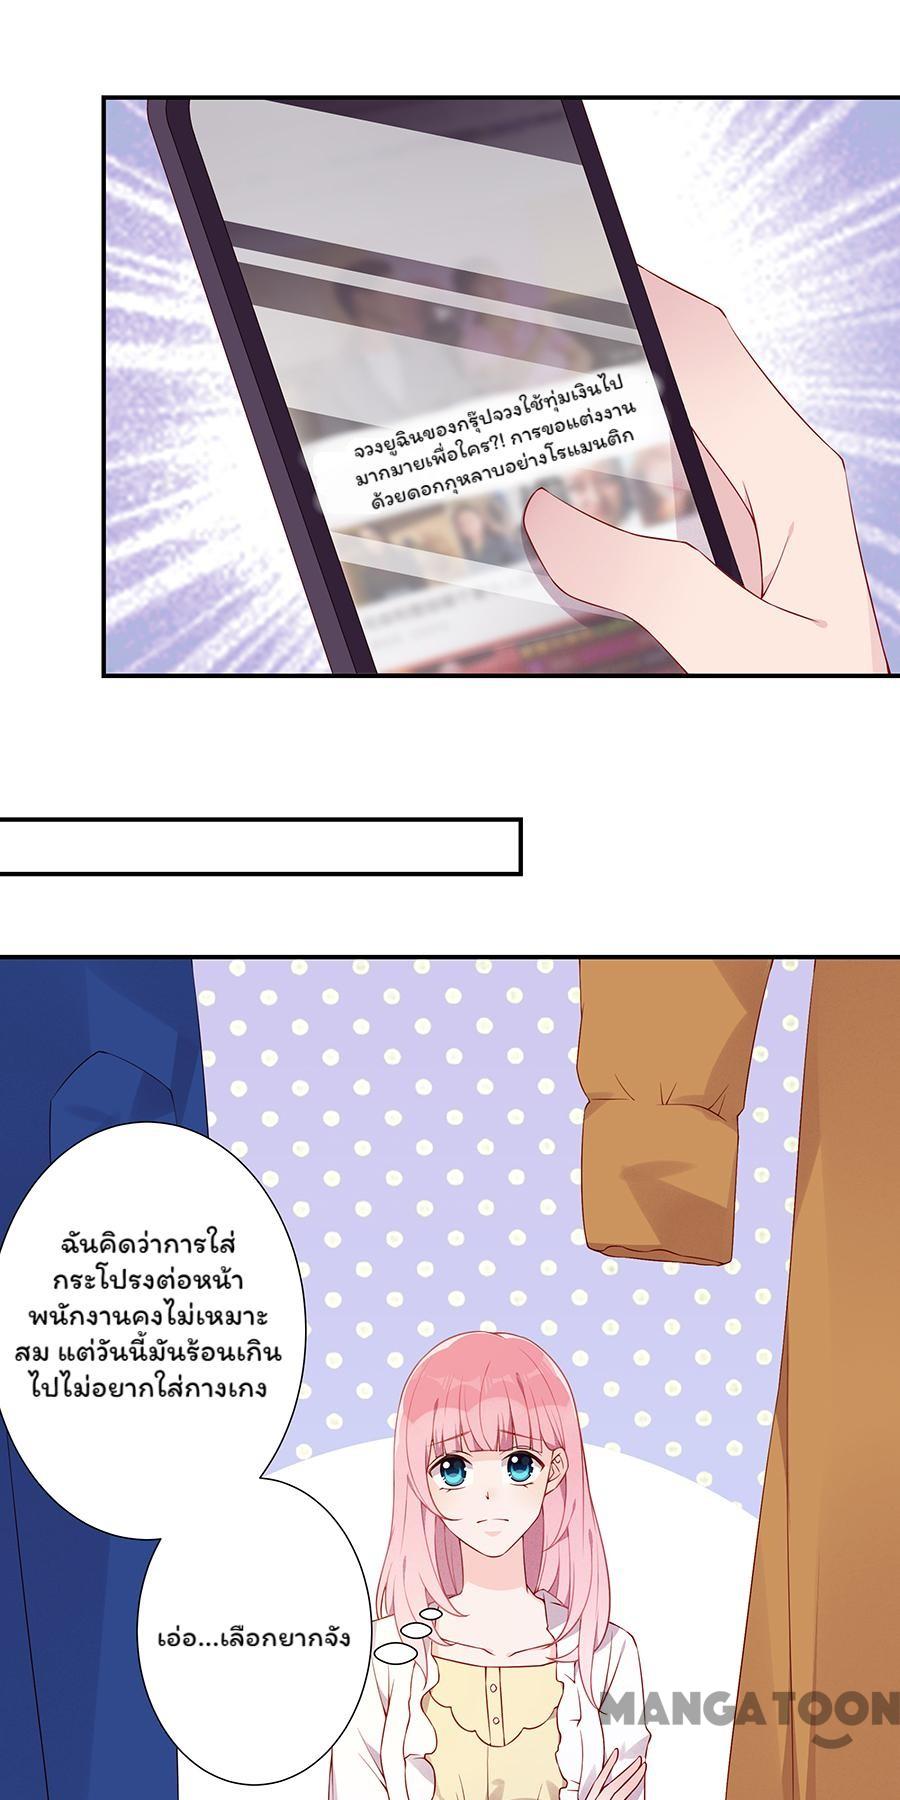 จวงยูฉินของกรุ๊ปจวงใช้ทุ่มเงินไป
มากมายเพื่อใคร?! การขอแต่งงาน
ด้วยดอกกุหลาบอย่างโรแมนติก
ฉันคิดว่าการใส่
กระโปรงต่อหน้า
พนักงานคงไม่เหมาะ
สม แต่วันนี้มันร้อนเกิน
ไปไม่อยากใส่กางเกง
เอ่อ...เลือกยากจัง
MANGATOON